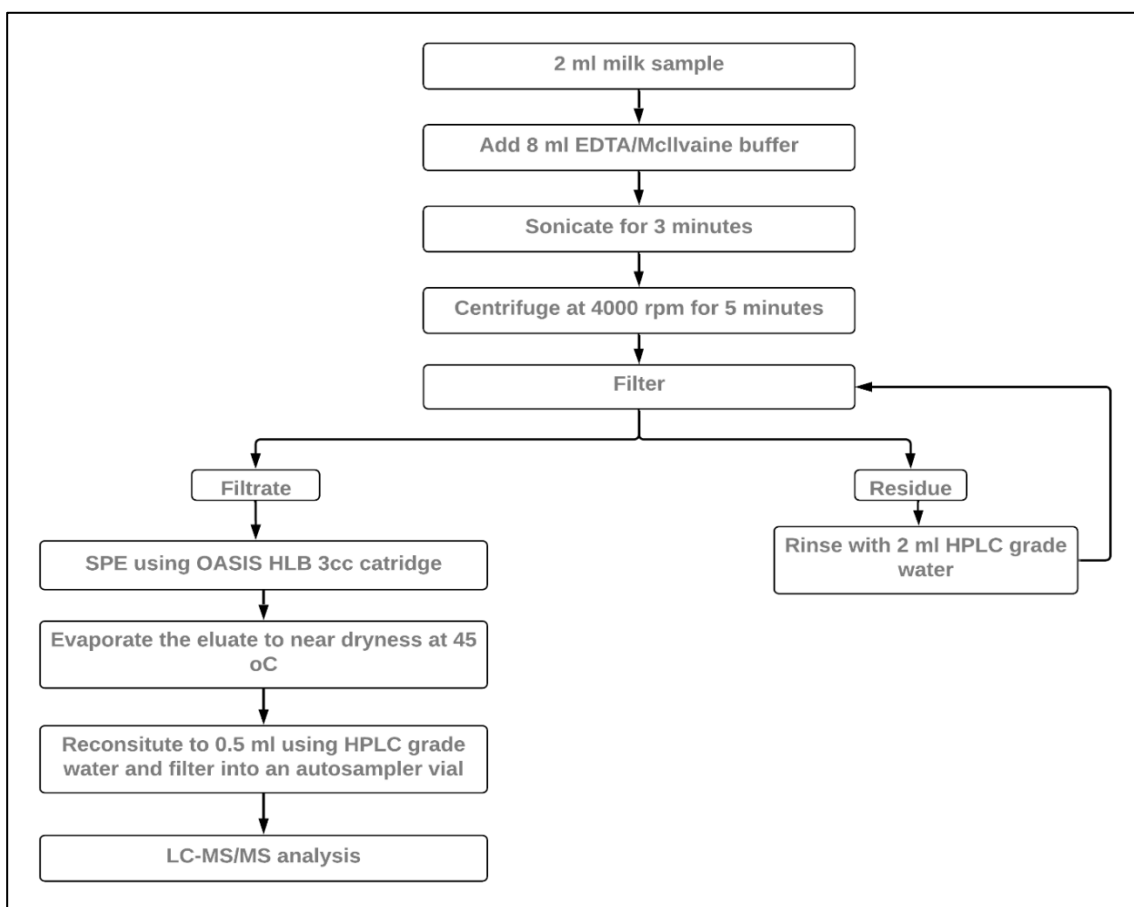 2 ml milk sample
Add 8 ml EDTA/McIlvaine buffer
Sonicate for 3 minutes
Centrifuge at 4000 rpm for 5 minutes
Filter
Filtrate
Residue
SPE using OASIS HLB 3cc catridge
Rinse with 2 ml HPLC grade
water
Evaporate the eluate to near dryness at 45
oC
Reconsitute to 0.5 ml using HPLC grade
water and filter into an autosampler vial
LC-MS/MS analysis